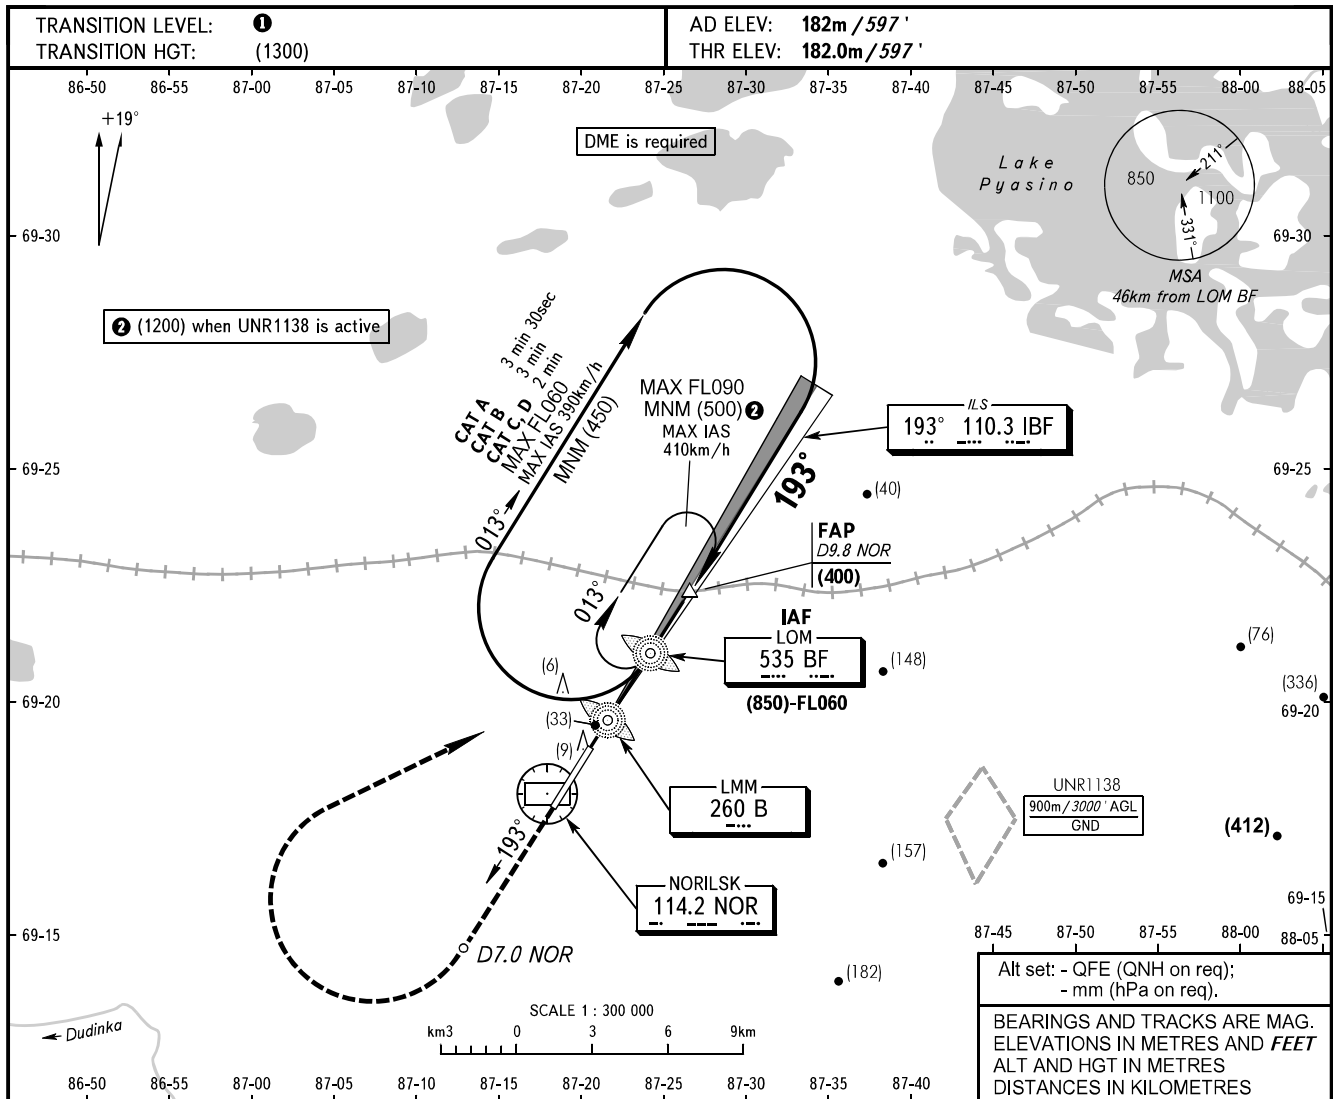 TRANSITION LEVEL: ❶
TRANSITION HGT: (1300)
AD ELEV: 182m / 597 '
THR ELEV: 182.0m / 597 '
86-50 86-55 87-00 87-05 87-10 87-15 87-20 87-25 87-30 87-35 87-40 87-45 87-50 87-55 88-00 88-05
+19°
DME is required
Lake
Pyasino
850
211°
1100
331°
MSA
46km from LOM BF
69-30
69-30
❷ (1200) when UNR1138 is active
CAT A 3 min 30sec
CAT B 3 min
CAT C, D 2 min
MAX FL060
MAX IAS 390km/h
MNM (450)
013°
MAX FL090
MNM (500) ❷
MAX IAS
410km/h
ILS
193° 110.3 IBF
193°
69-25
69-25
(40)
FAP
D9.8 NOR
(400)
013°
IAF
LOM
535 BF
(850)-FL060
(148)
(76)
(336)
69-20
69-20
(6)
(33)
(9)
LMM
260 B
UNR1138
900m / 3000 ' AGL
GND
(412)
193°
(157)
NORILSK
114.2 NOR
69-15
69-15
D7.0 NOR
87-45 87-50 87-55 88-00 88-05
(182)
Alt set: - QFE (QNH on req);
- mm (hPa on req).
SCALE 1 : 300 000
km3 0 3 6 9km
Dudinka
BEARINGS AND TRACKS ARE MAG.
ELEVATIONS IN METRES AND FEET
ALT AND HGT IN METRES
DISTANCES IN KILOMETRES
86-50 86-55 87-00 87-05 87-10 87-15 87-20 87-25 87-30 87-35 87-40